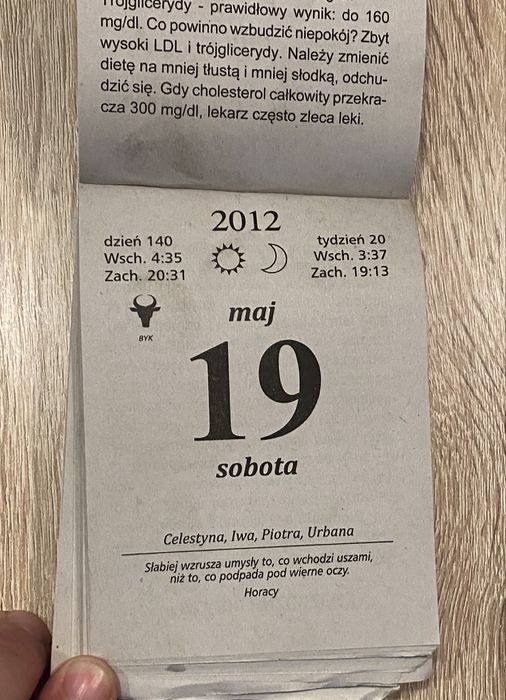 Trójglicerydy - prawidłowy wynik: do 160
mg/dl. Co powinno wzbudzić niepokój? Zbyt
wysoki LDL i trójglicerydy. Należy zmienić
dietę na mniej tłustą i mniej słodką, odchu-
dzić się. Gdy cholesterol całkowity przekra-
cza 300 mg/dl, lekarz często zleca leki.
2012
dzień 140
Wsch. 4:35
Zach. 20:31
tydzień 20
Wsch. 3:37
Zach. 19:13
BYK
maj
19
sobota
Celestyna, Iwa, Piotra, Urbana
Słabiej wzrusza umysły to, co wchodzi uszami,
niż to, co podpada pod wierne oczy.
Horacy